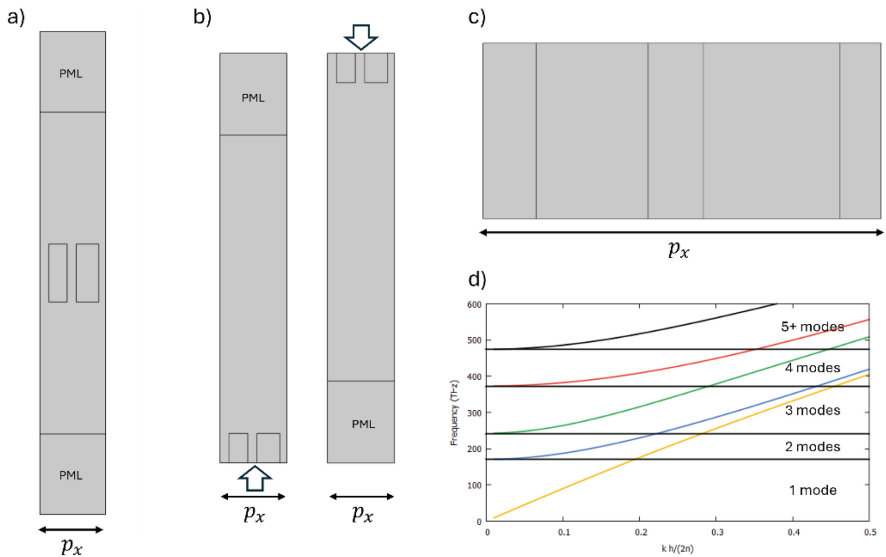 a)
PML
PML
p_x
b)
PML
p_x
PML
p_x
c)
p_x
d)
600
500
400
300
200
100
0
Frequency (THz)
5+ modes
4 modes
3 modes
2 modes
1 mode
0
0.1
0.2
0.3
0.4
0.5
k h/(2n)